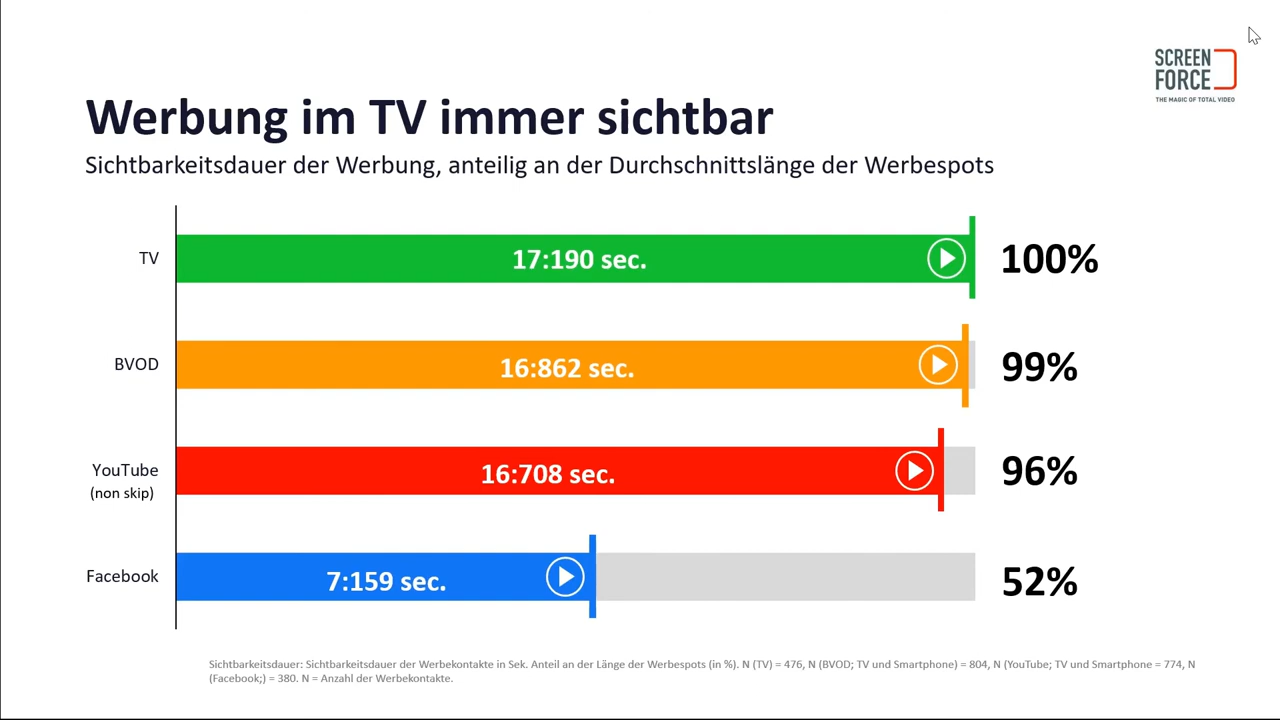 SCREEN
FORCE
THE MAGIC OF TOTAL VIDEO
Werbung im TV immer sichtbar
Sichtbarkeitsdauer der Werbung, anteilig an der Durchschnittslänge der Werbespots
TV
17:190 sec.
100%
BVOD
16:862 sec.
99%
YouTube
(non skip)
16:708 sec.
96%
Facebook
7:159 sec.
52%
Sichtbarkeitsdauer: Sichtbarkeitsdauer der Werbekontakte in Sek. Anteil an der Länge der Werbespots (in %). N (TV) = 476, N (BVOD; TV und Smartphone) = 804, N (YouTube; TV und Smartphone = 774, N
(Facebook;) = 380. N = Anzahl der Werbekontakte.